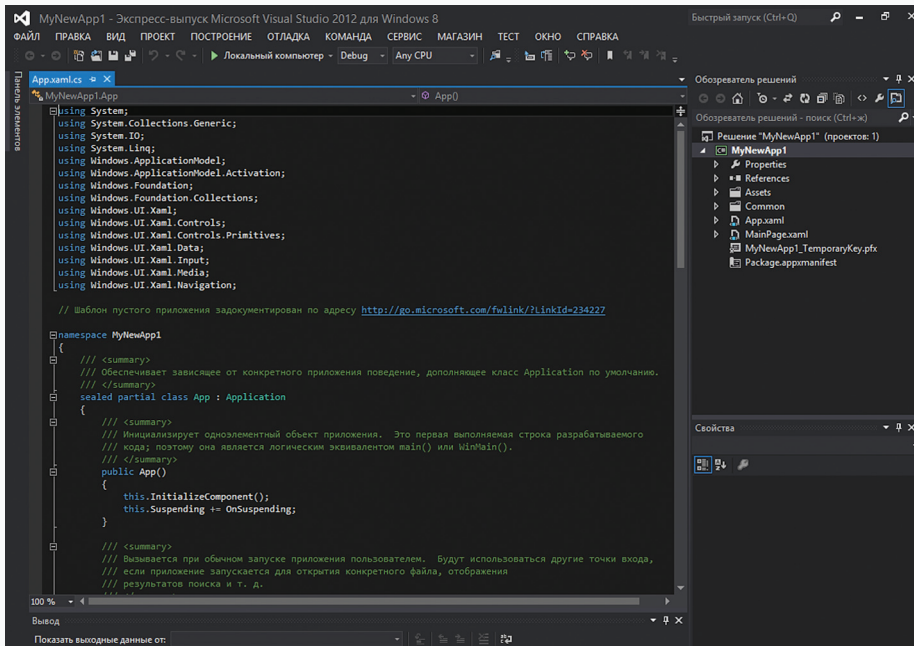 MyNewApp1 - Экспресс-выпуск Microsoft Visual Studio 2012 для Windows 8
Быстрый запуск (Ctrl+Q)
ФАЙЛ ПРАВКА ВИД ПРОЕКТ ПОСТРОЕНИЕ ОТЛАДКА КОМАНДА СЕРВИС МАГАЗИН ТЕСТ ОКНО СПРАВКА
Локальный компьютер Debug Any CPU
Панель элементов
App.xaml.cs
MyNewApp1.App App()
using System;
using System.Collections.Generic;
using System.IO;
using System.Linq;
using Windows.ApplicationModel;
using Windows.ApplicationModel.Activation;
using Windows.Foundation;
using Windows.Foundation.Collections;
using Windows.UI.Xaml;
using Windows.UI.Xaml.Controls;
using Windows.UI.Xaml.Controls.Primitives;
using Windows.UI.Xaml.Data;
using Windows.UI.Xaml.Input;
using Windows.UI.Xaml.Media;
using Windows.UI.Xaml.Navigation;
// Шаблон пустого приложения задокументирован по адресу http://go.microsoft.com/fwlink/?LinkId=234227
namespace MyNewApp1
{
/// <summary>
/// Обеспечивает зависящее от конкретного приложения поведение, дополняющее класс Application по умолчанию.
/// </summary>
sealed partial class App : Application
{
/// <summary>
/// Инициализирует одноэлементный объект приложения. Это первая выполняемая строка разрабатываемого
/// кода; поэтому она является логическим эквивалентом main() или WinMain().
/// </summary>
public App()
{
this.InitializeComponent();
this.Suspending += OnSuspending;
}
/// <summary>
/// Вызывается при обычном запуске приложения пользователем. Будут использоваться другие точки входа,
/// если приложение запускается для открытия конкретного файла, отображения
/// результатов поиска и т. д.
100 %
Вывод
Показать выходные данные от:
Обозреватель решений
Обозреватель решений - поиск (Ctrl+ж)
Решение "MyNewApp1" (проектов: 1)
MyNewApp1
Properties
References
Assets
Common
App.xaml
MainPage.xaml
MyNewApp1_TemporaryKey.pfx
Package.appxmanifest
Свойства